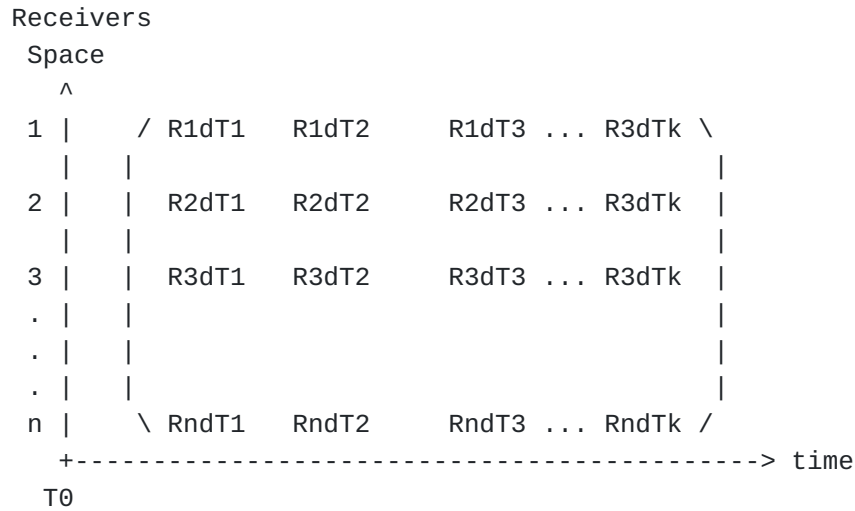 Receivers
Space
^
1 |    / R1dT1   R1dT2     R1dT3 ... R3dTk \
  |   |                                     |
2 |   |  R2dT1   R2dT2     R2dT3 ... R3dTk  |
  |   |                                     |
3 |   |  R3dT1   R3dT2     R3dT3 ... R3dTk  |
. |   |                                     |
. |   |                                     |
. |   |                                     |
n |    \ RndT1   RndT2     RndT3 ... RndTk /
+--------------------------------------------> time
T0